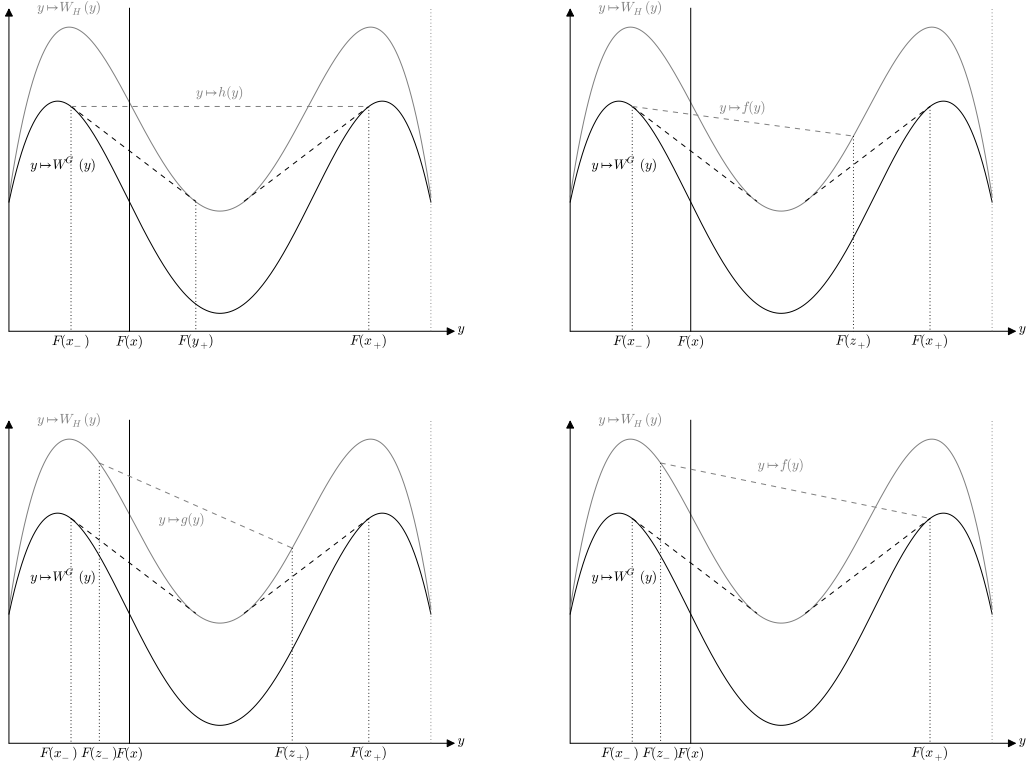 y ↦ W_H (y)
y ↦ h(y)
y ↦ W^G (y)
y
F(x_−) F(x) F(y_+) F(x_+)
y ↦ W_H (y)
y ↦ f(y)
y ↦ W^G (y)
y
F(x_−) F(x) F(z_+) F(x_+)
y ↦ W_H (y)
y ↦ g(y)
y ↦ W^G (y)
y
F(x_−) F(z_−) F(x) F(z_+) F(x_+)
y ↦ W_H (y)
y ↦ f(y)
y ↦ W^G (y)
y
F(x_−) F(z_−) F(x) F(x_+)